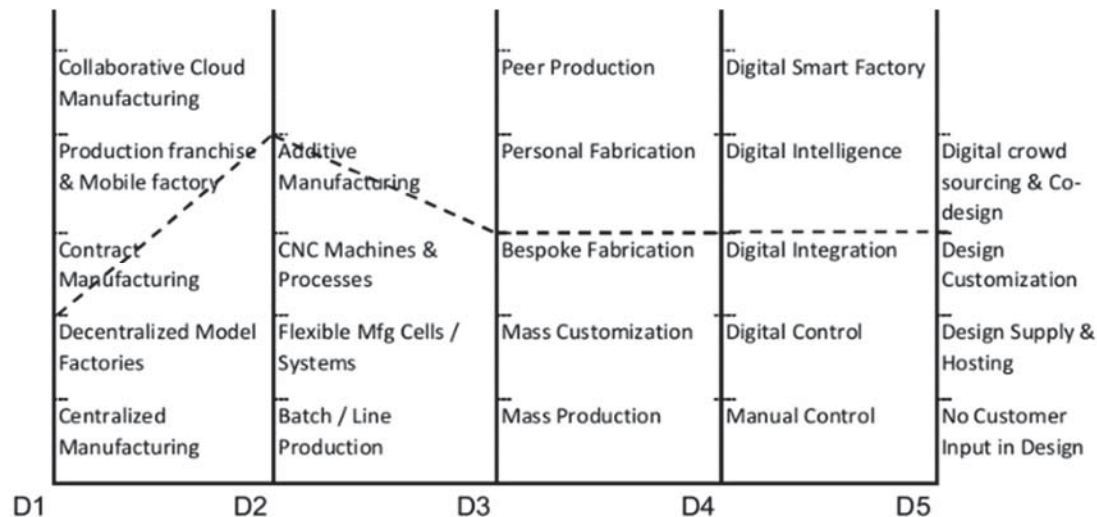 Collaborative Cloud
Manufacturing
Production franchise
& Mobile factory
Contract
Manufacturing
Decentralized Model
Factories
Centralized
Manufacturing
Additive
Manufacturing
CNC Machines &
Processes
Flexible Mfg Cells /
Systems
Batch / Line
Production
Peer Production
Personal Fabrication
Bespoke Fabrication
Mass Customization
Mass Production
Digital Smart Factory
Digital Intelligence
Digital Integration
Digital Control
Manual Control
Digital crowd
sourcing & Co-
design
Design
Customization
Design Supply &
Hosting
No Customer
Input in Design
D1
D2
D3
D4
D5